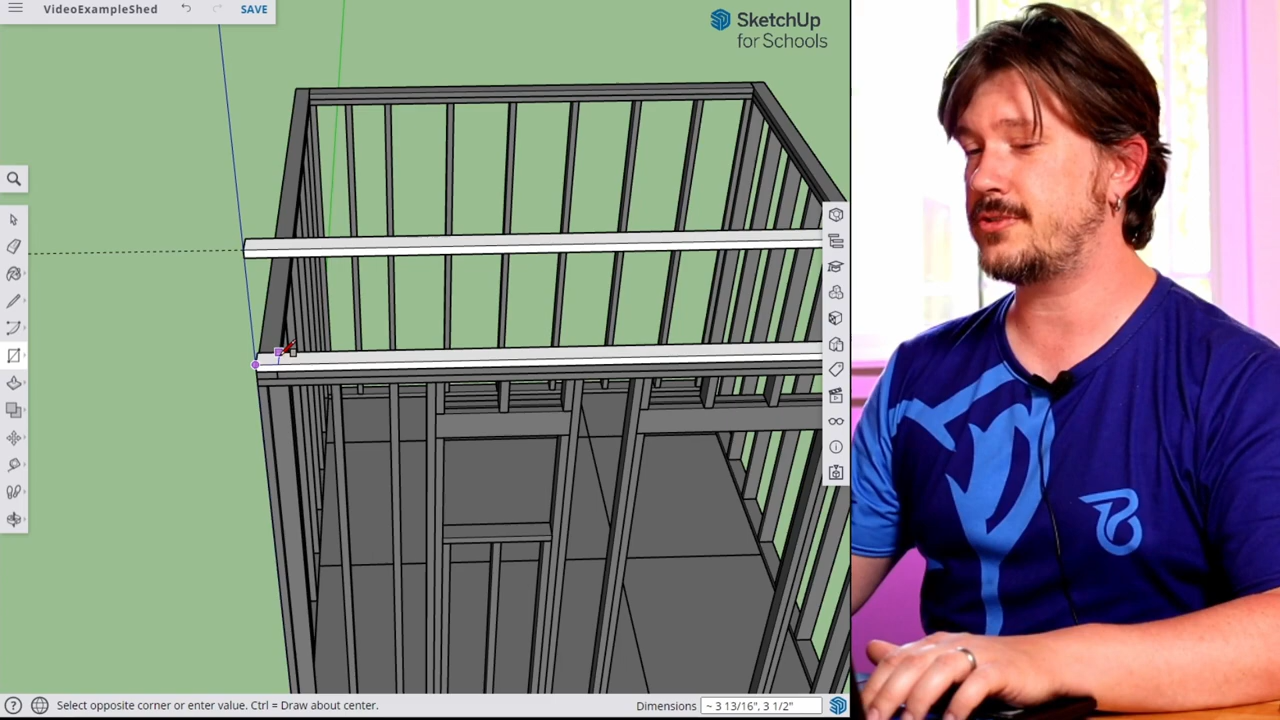 VideoExampleShed
SAVE
SketchUp
for Schools
Select opposite corner or enter value. Ctrl = Draw about center.
Dimensions
~ 3 13/16", 3 1/2"